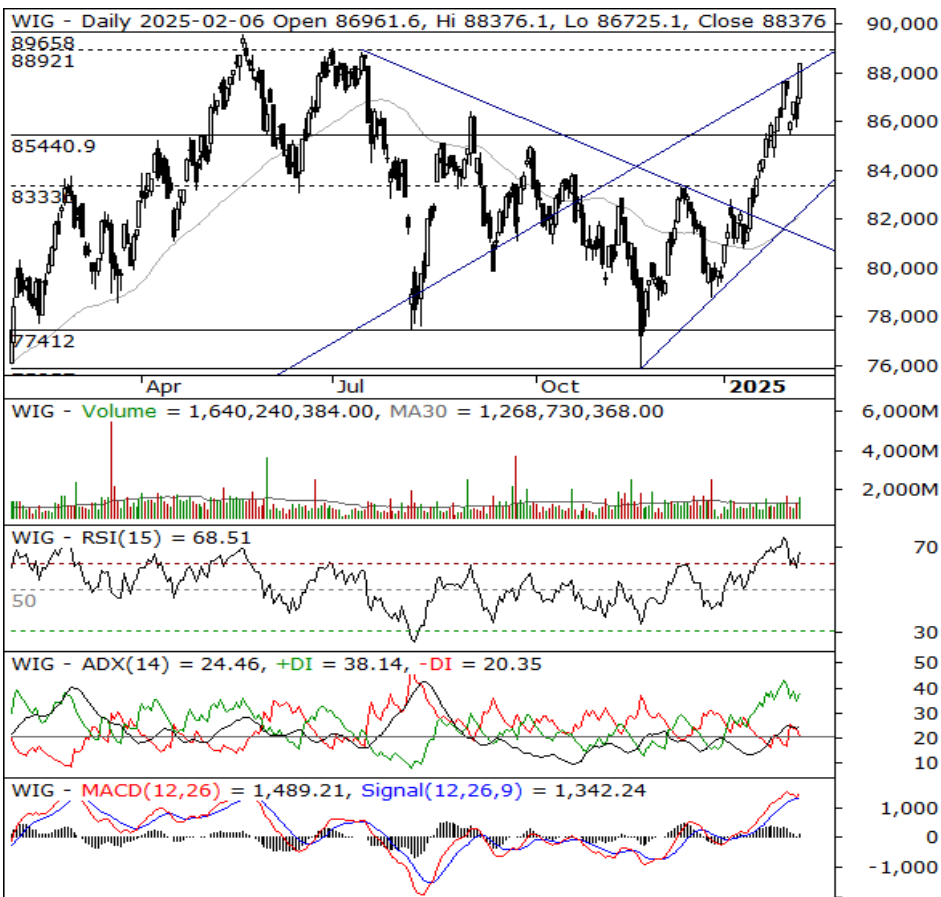 WIG - Daily 2025-02-06 Open 86961.6, Hi 88376.1, Lo 86725.1, Close 88376
90,000
89658
88921
88,000
86,000
85440.9
84,000
83330
82,000
80,000
78,000
77412
76,000
Apr Jul Oct 2025
WIG - Volume = 1,640,240,384.00, MA30 = 1,268,730,368.00
6,000M
4,000M
2,000M
WIG - RSI(15) = 68.51
70
50
30
WIG - ADX(14) = 24.46, +DI = 38.14, -DI = 20.35
50
40
30
20
10
WIG - MACD(12,26) = 1,489.21, Signal(12,26,9) = 1,342.24
1,000
0
-1,000